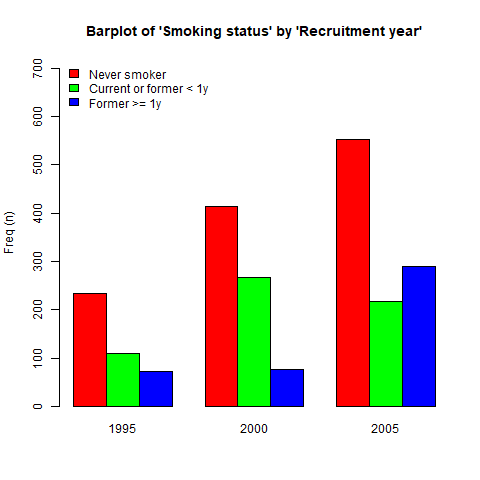 Barplot of 'Smoking status' by 'Recruitment year'
700
600
500
400
300
200
100
0
Freq (n)
Never smoker
Current or former < 1y
Former >= 1y
1995 2000 2005